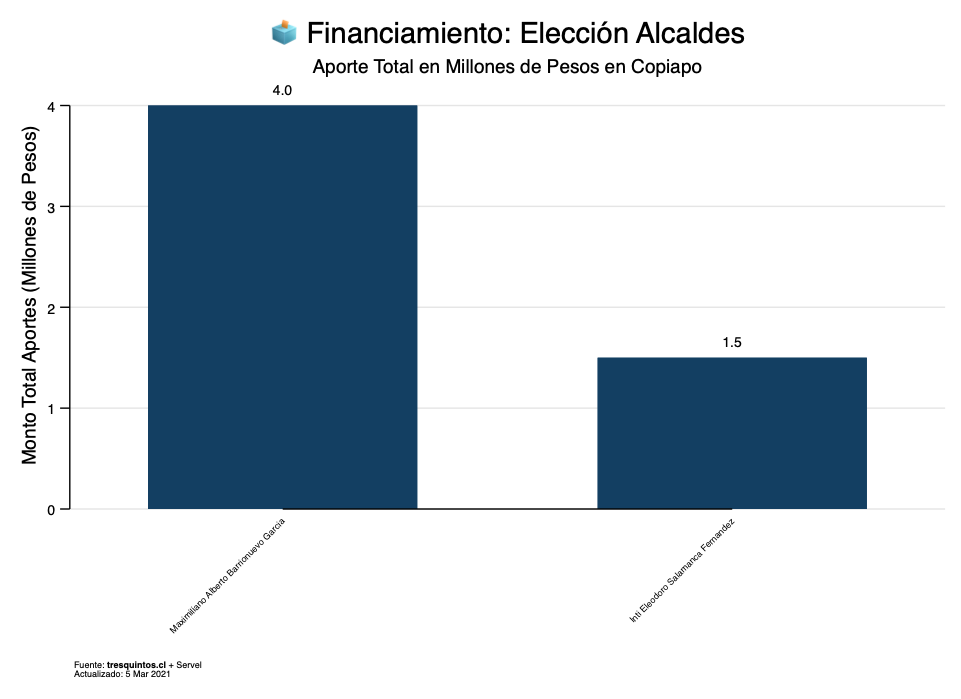 Financiamiento: Elección Alcaldes
Aporte Total en Millones de Pesos en Copiapo
Monto Total Aportes (Millones de Pesos)
4
3
2
1
0
4.0
1.5
Maximiliano Alberto Barrionuevo Garcia
Inti Eleodoro Salamanca Fernandez
Fuente: tresquintos.cl + Servel
Actualizado: 5 Mar 2021